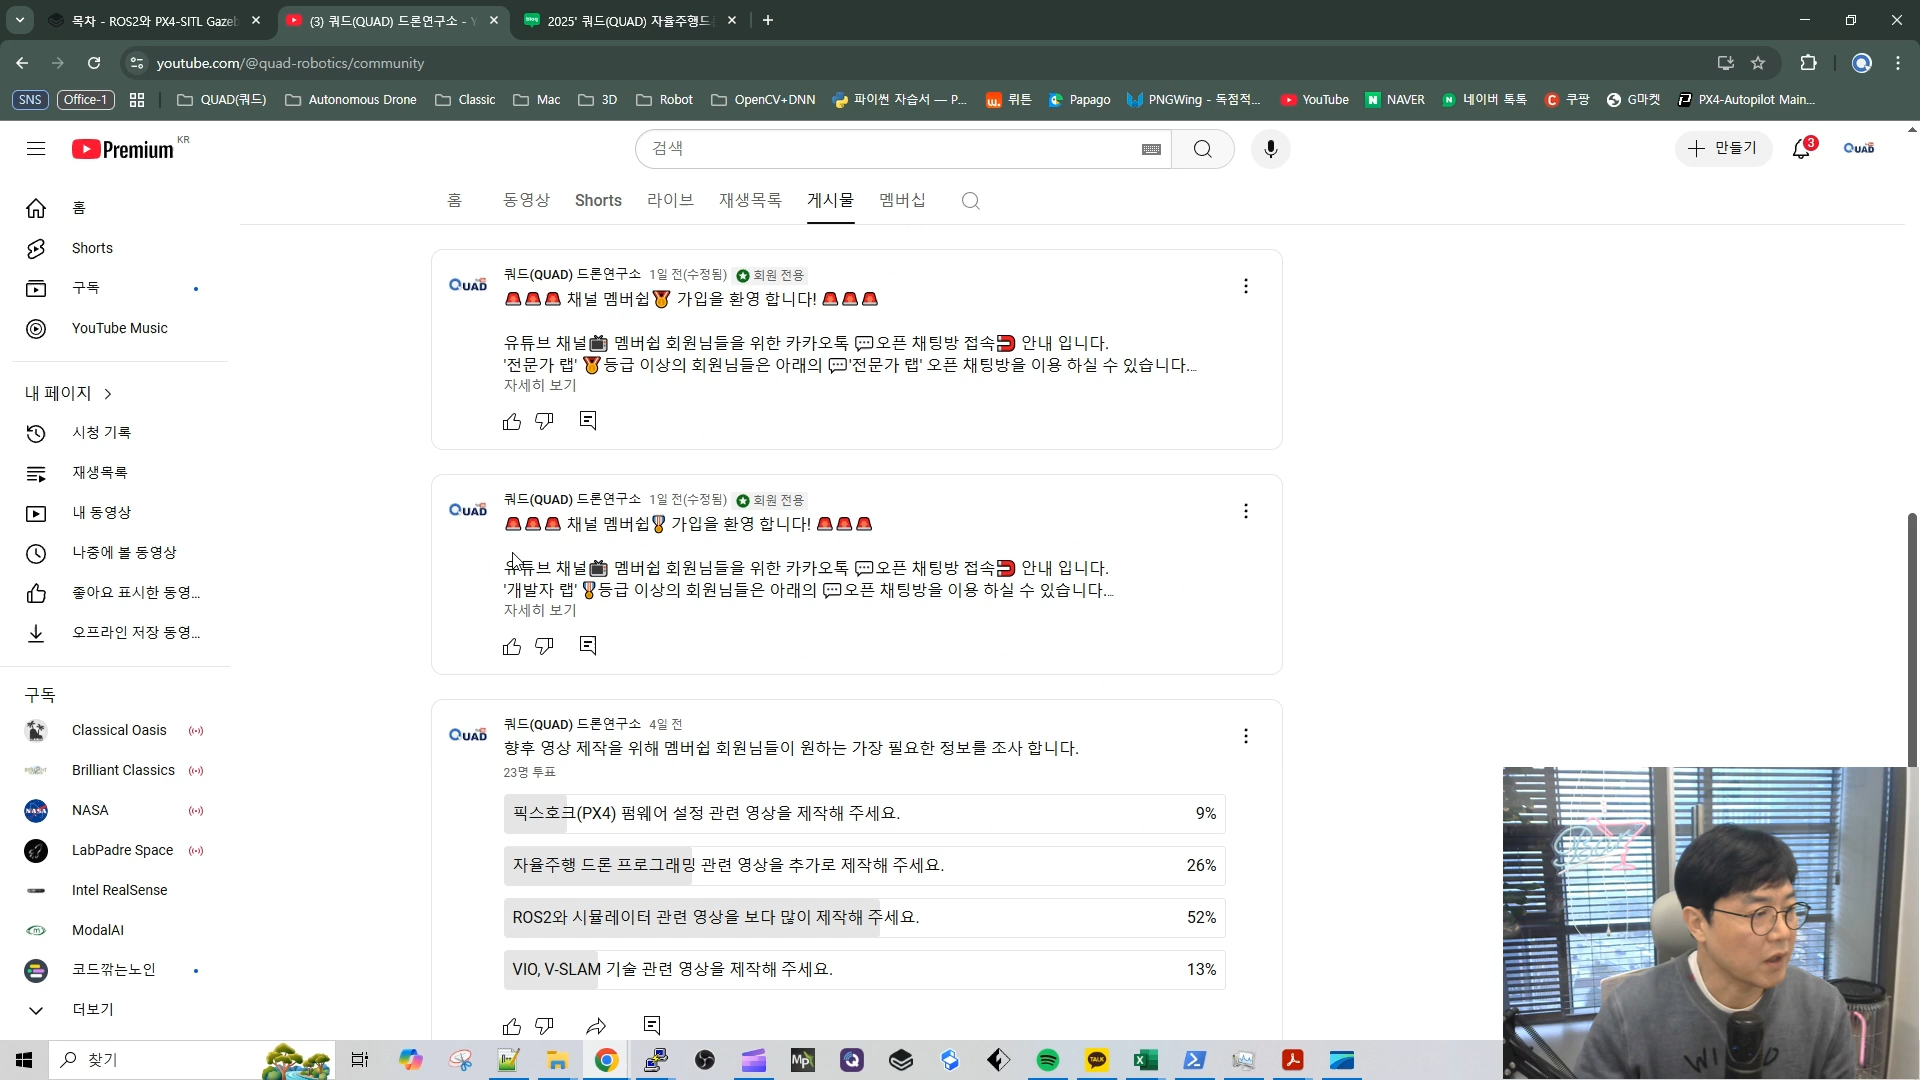 목차 - ROS2와 PX4-SITL Gazeb
(3) 쿼드(QUAD) 드론연구소 - Y
2025' 쿼드(QUAD) 자율주행드
youtube.com/@quad-robotics/community
SNS
Office-1
QUAD(쿼드)
Autonomous Drone
Classic
Mac
3D
Robot
OpenCV+DNN
파이썬 자습서 — P...
뤼튼
Papago
PNGWing - 독점적...
YouTube
NAVER
네이버 톡톡
쿠팡
G마켓
PX4-Autopilot Main...
Premium KR
검색
만들기
3
QUAD
홈
동영상
Shorts
라이브
재생목록
게시물
멤버십
홈
Shorts
구독
YouTube Music
내 페이지
시청 기록
재생목록
내 동영상
나중에 볼 동영상
좋아요 표시한 동영...
오프라인 저장 동영...
구독
Classical Oasis
Brilliant Classics
NASA
LabPadre Space
Intel RealSense
ModalAI
코드깎는노인
더보기
QUAD
쿼드(QUAD) 드론연구소 1일 전(수정됨) 회원 전용
🚨🚨🚨 채널 멤버쉽🏅 가입을 환영 합니다! 🚨🚨🚨
유튜브 채널📺 멤버쉽 회원님들을 위한 카카오톡 💬오픈 채팅방 접속🧲 안내 입니다.
'전문가 랩' 🏅등급 이상의 회원님들은 아래의 💬'전문가 랩' 오픈 채팅방을 이용 하실 수 있습니다...
자세히 보기
QUAD
쿼드(QUAD) 드론연구소 1일 전(수정됨) 회원 전용
🚨🚨🚨 채널 멤버쉽🎖 가입을 환영 합니다! 🚨🚨🚨
유튜브 채널📺 멤버쉽 회원님들을 위한 카카오톡 💬오픈 채팅방 접속🧲 안내 입니다.
'개발자 랩' 🎖등급 이상의 회원님들은 아래의 💬오픈 채팅방을 이용 하실 수 있습니다...
자세히 보기
QUAD
쿼드(QUAD) 드론연구소 4일 전
향후 영상 제작을 위해 멤버쉽 회원님들이 원하는 가장 필요한 정보를 조사 합니다.
23명 투표
픽스호크(PX4) 펌웨어 설정 관련 영상을 제작해 주세요. 9%
자율주행 드론 프로그래밍 관련 영상을 추가로 제작해 주세요. 26%
ROS2와 시뮬레이터 관련 영상을 보다 많이 제작해 주세요. 52%
VIO, V-SLAM 기술 관련 영상을 제작해 주세요. 13%
찾기
Mp
TALK